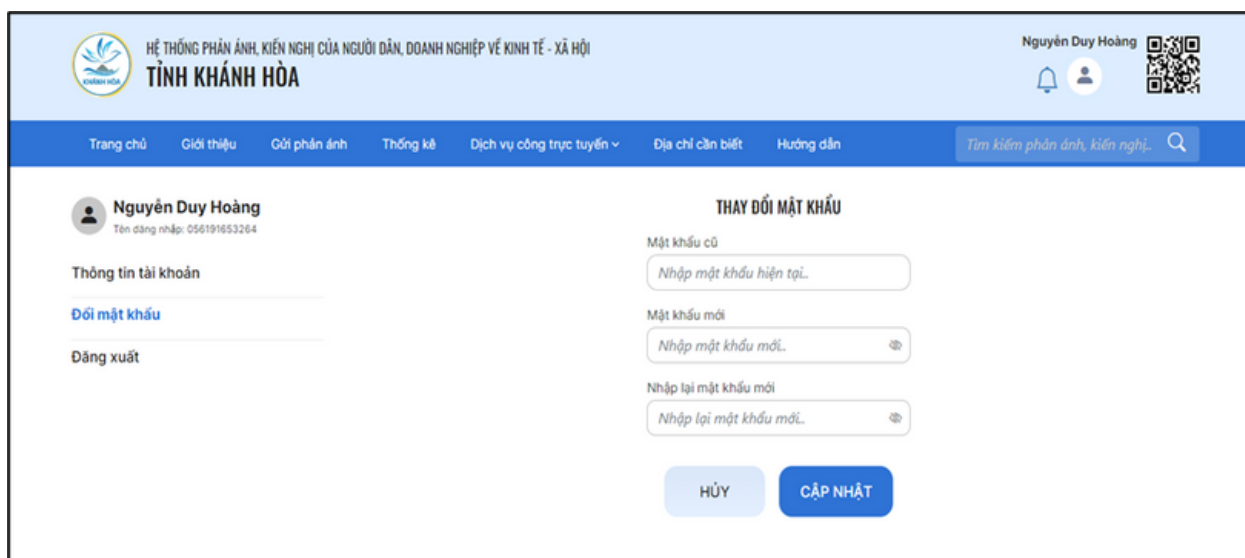 HỆ THỐNG PHẢN ÁNH, KIẾN NGHỊ CỦA NGƯỜI DÂN, DOANH NGHIỆP VỀ KINH TẾ - XÃ HỘI
TỈNH KHÁNH HÒA
KHÁNH HÒA
Nguyễn Duy Hoàng
Trang chủ Giới thiệu Gửi phản ánh Thống kê Dịch vụ công trực tuyến Địa chỉ cần biết Hướng dẫn Tìm kiếm phản ánh, kiến nghị..
Nguyễn Duy Hoàng
Tên đăng nhập: 056191653264
Thông tin tài khoản
Đổi mật khẩu
Đăng xuất
THAY ĐỔI MẬT KHẨU
Mật khẩu cũ
Nhập mật khẩu hiện tại..
Mật khẩu mới
Nhập mật khẩu mới..
Nhập lại mật khẩu mới
Nhập lại mật khẩu mới..
HỦY CẬP NHẬT